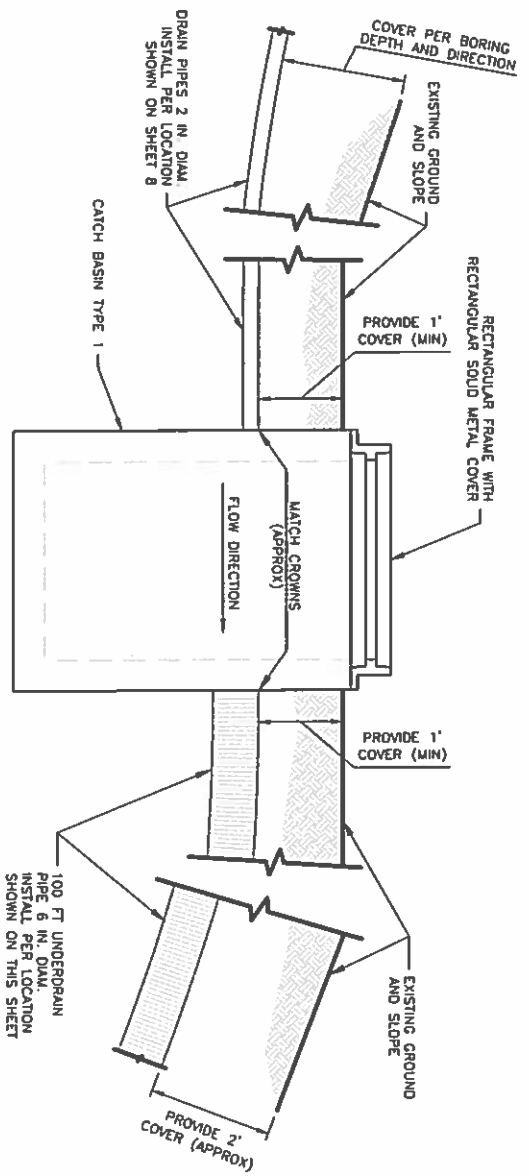 COVER PER BORING
DEPTH AND DIRECTION
EXISTING GROUND
AND SLOPE
RECTANGULAR FRAME WITH
RECTANGULAR SOLID METAL COVER
PROVIDE 1'
COVER (MIN)
DRAIN PIPES 2 IN. DIAM.
INSTALL PER LOCATION
SHOWN ON SHEET 8
CATCH BASIN TYPE 1
MATCH CROWNS
(APPROX)
FLOW DIRECTION
PROVIDE 1'
COVER (MIN)
EXISTING GROUND
AND SLOPE
100 FT UNDERDRAIN
PIPE 6 IN. DIAM.
INSTALL PER LOCATION
SHOWN ON THIS SHEET
PROVIDE 2'
COVER (APPROX)